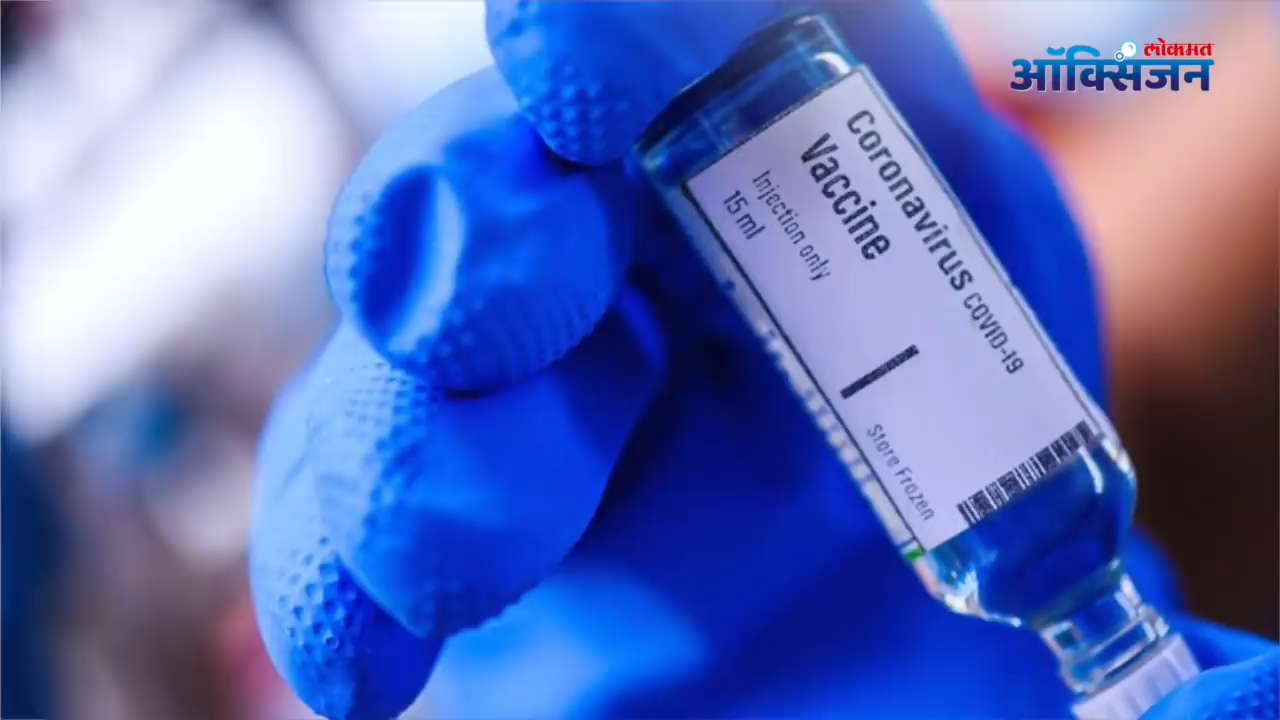 लोकमत
ऑक्सिजन
Coronavirus COVID-19
Vaccine
Injection only
15 ml
Store Frozen